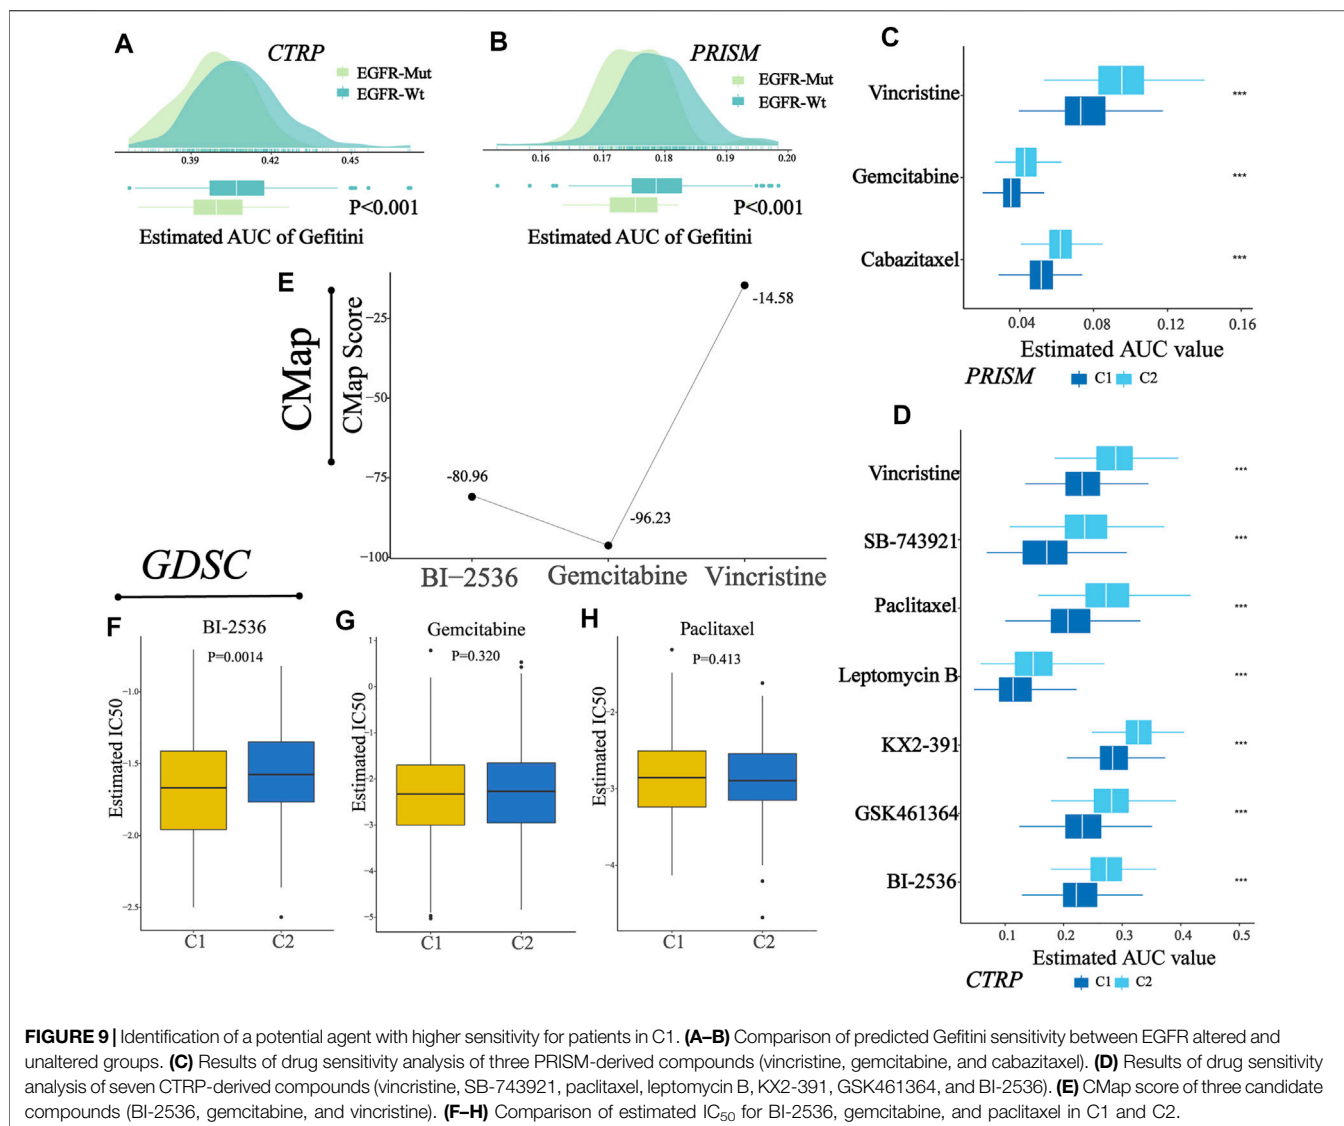 A
CTRP
EGFR-Mut
EGFR-Wt
0.39
0.42
0.45
P<0.001
Estimated AUC of Gefitini
B
PRISM
EGFR-Mut
EGFR-Wt
0.16
0.17
0.18
0.19
0.20
P<0.001
Estimated AUC of Gefitini
C
Vincristine
***
Gemcitabine
***
Cabazitaxel
***
0.04
0.08
0.12
0.16
Estimated AUC value
PRISM
C1
C2
D
Vincristine
***
SB-743921
***
Paclitaxel
***
Leptomycin B
***
KX2-391
***
GSK461364
***
BI-2536
***
0.1
0.2
0.3
0.4
0.5
Estimated AUC value
CTRP
C1
C2
E
CMap
CMap Score
−25
−50
−75
−100
-80.96
-96.23
-14.58
BI−2536
Gemcitabine
Vincristine
GDSC
F
BI-2536
P=0.0014
Estimated IC50
−1.0
−1.5
−2.0
−2.5
C1
C2
G
Gemcitabine
P=0.320
Estimated IC50
1
0
−1
−2
−3
−4
−5
C1
C2
H
Paclitaxel
P=0.413
Estimated IC50
−2
−3
−4
C1
C2
FIGURE 9 | Identification of a potential agent with higher sensitivity for patients in C1. (A–B) Comparison of predicted Gefitini sensitivity between EGFR altered and
unaltered groups. (C) Results of drug sensitivity analysis of three PRISM-derived compounds (vincristine, gemcitabine, and cabazitaxel). (D) Results of drug sensitivity
analysis of seven CTRP-derived compounds (vincristine, SB-743921, paclitaxel, leptomycin B, KX2-391, GSK461364, and BI-2536). (E) CMap score of three candidate
compounds (BI-2536, gemcitabine, and vincristine). (F–H) Comparison of estimated IC50 for BI-2536, gemcitabine, and paclitaxel in C1 and C2.